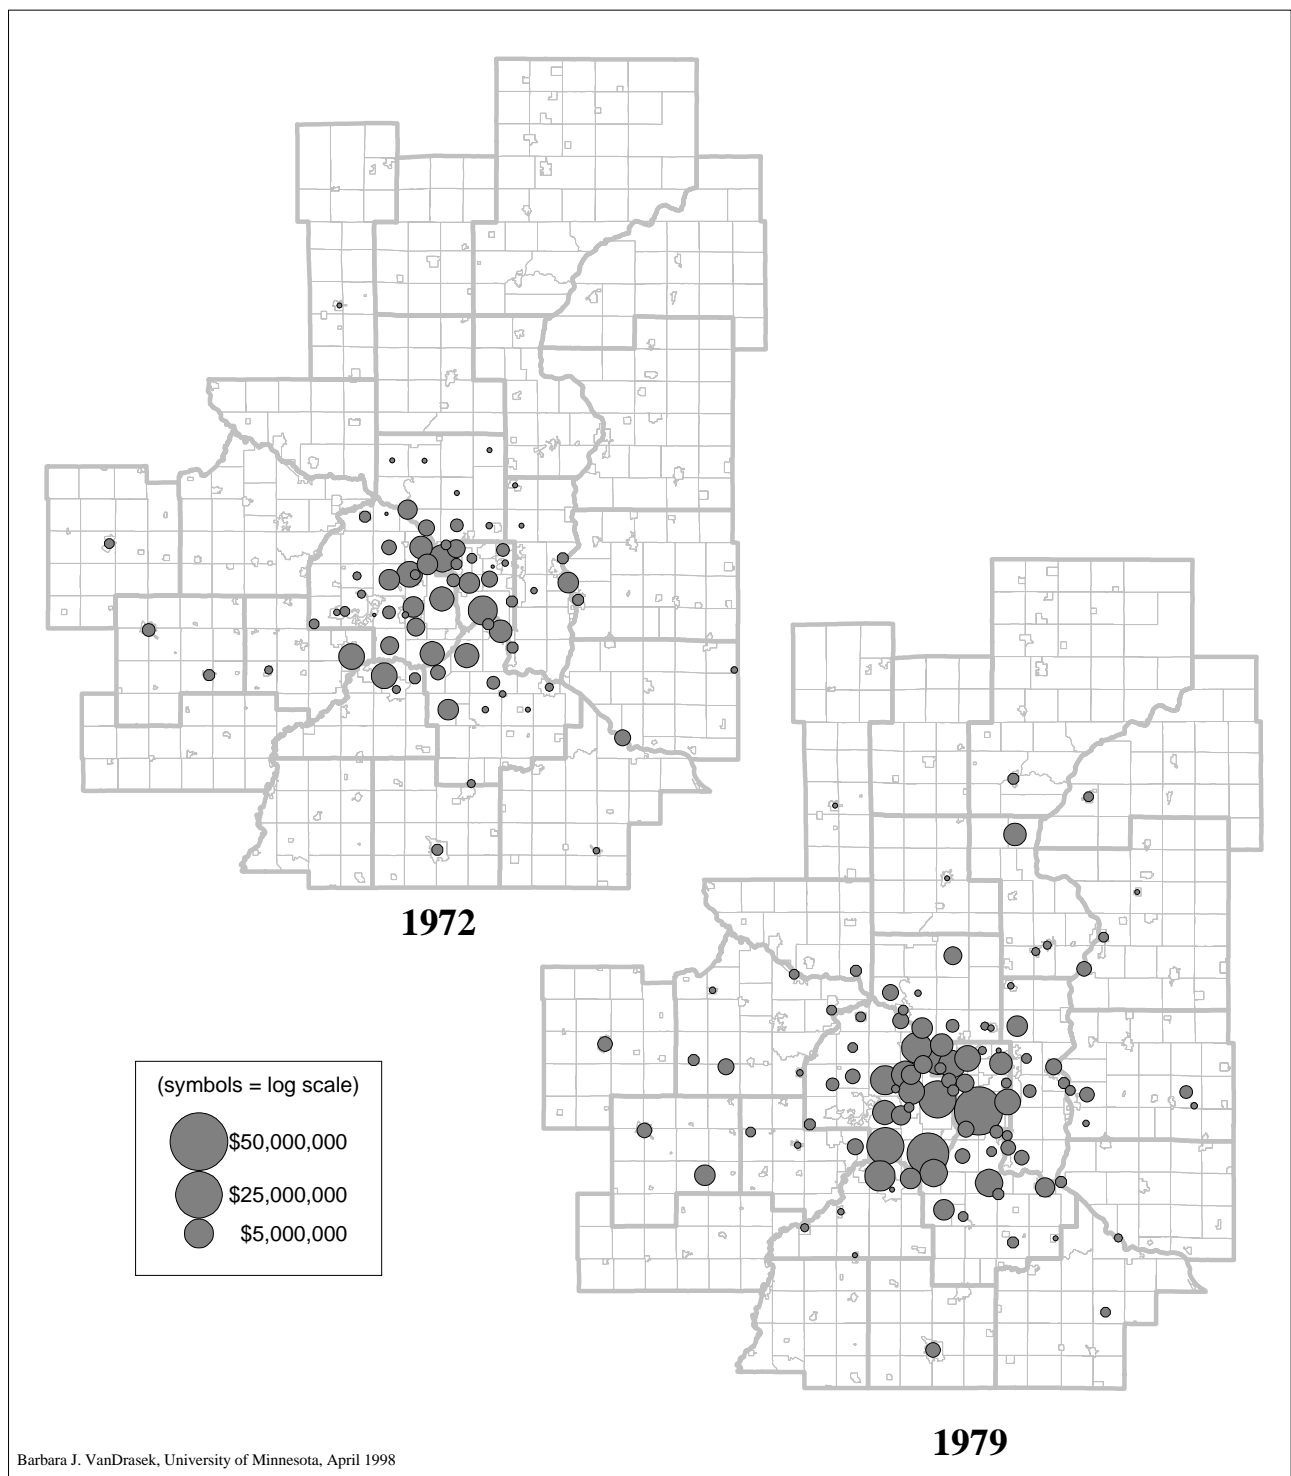 1972
(symbols = log scale)
$50,000,000
$25,000,000
$5,000,000
1979
Barbara J. VanDrasek, University of Minnesota, April 1998